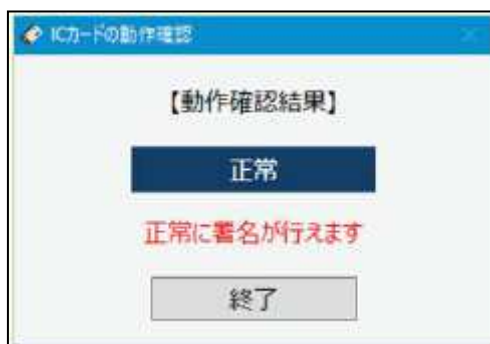 ICカードの動作確認
【動作確認結果】
正常
正常に署名が行えます
終了